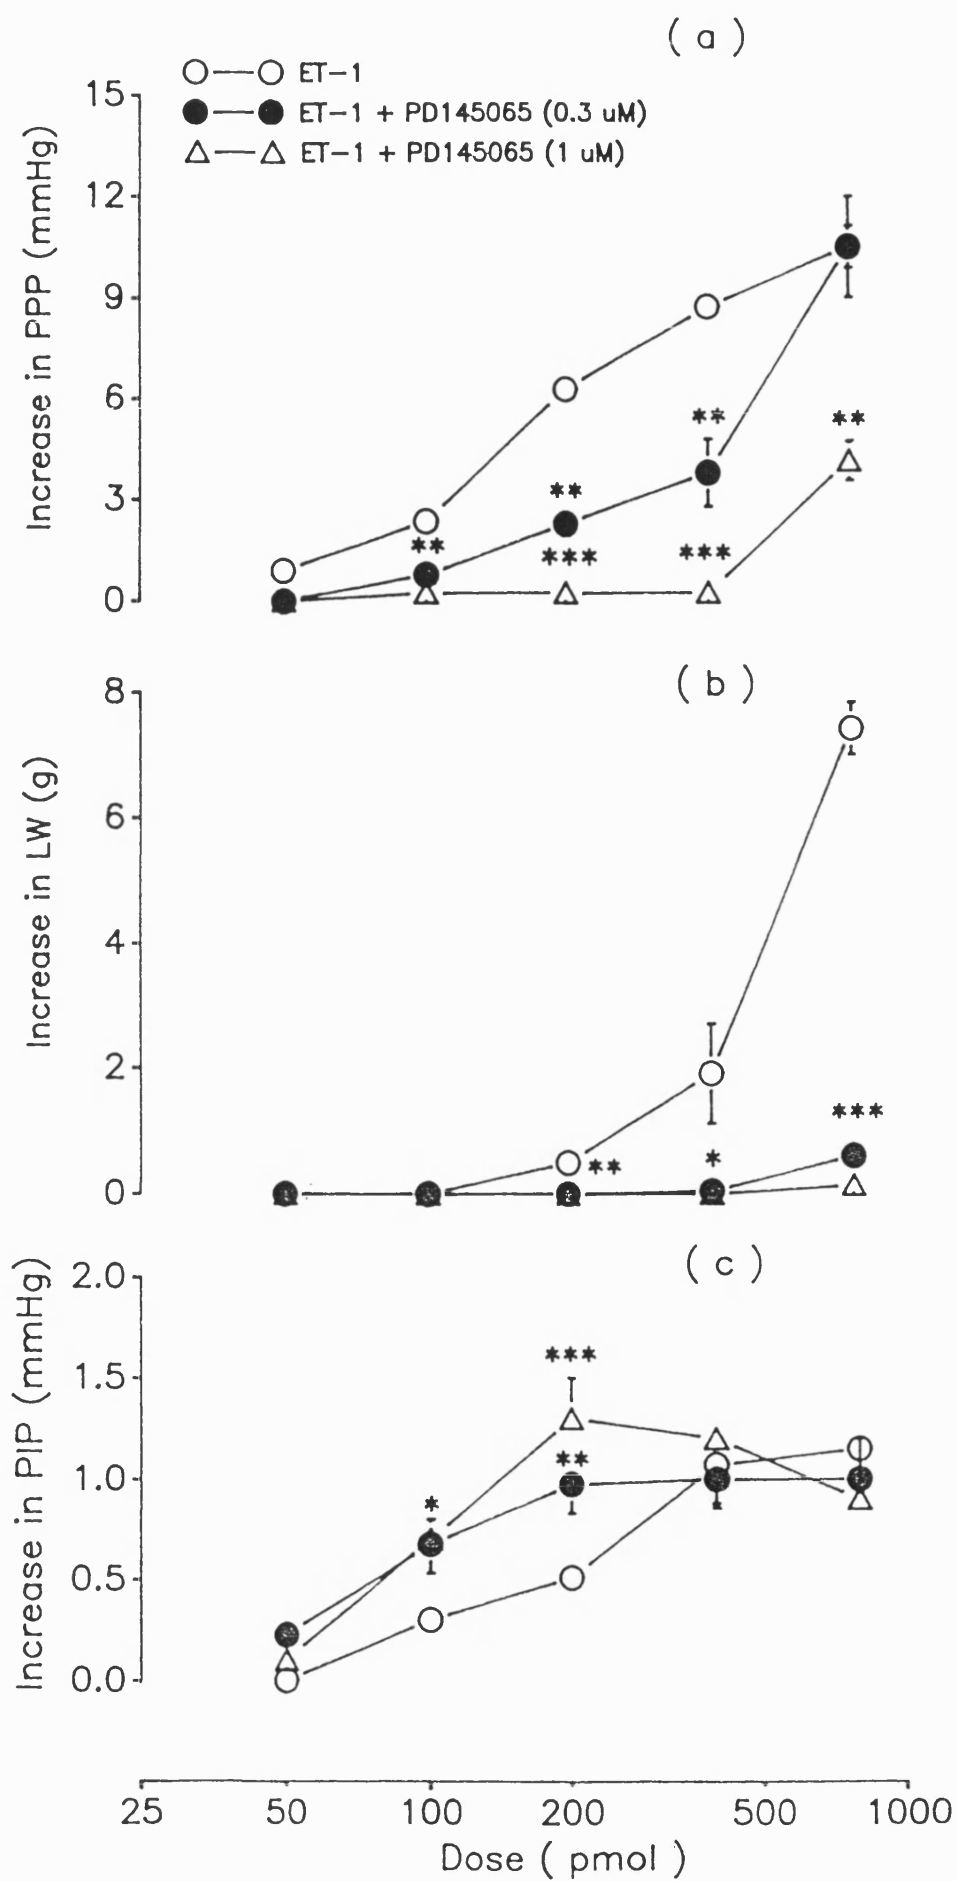 ( a )
ET-1
ET-1 + PD145065 (0.3 uM)
ET-1 + PD145065 (1 uM)
Increase in PPP (mmHg)
15
12
9
6
3
0
**
**
**
**
***
***
( b )
Increase in LW (g)
8
6
4
2
0
**
*
***
( c )
Increase in PIP (mmHg)
2.0
1.5
1.0
0.5
0.0
***
**
*
25 50 100 200 500 1000
Dose ( pmol )